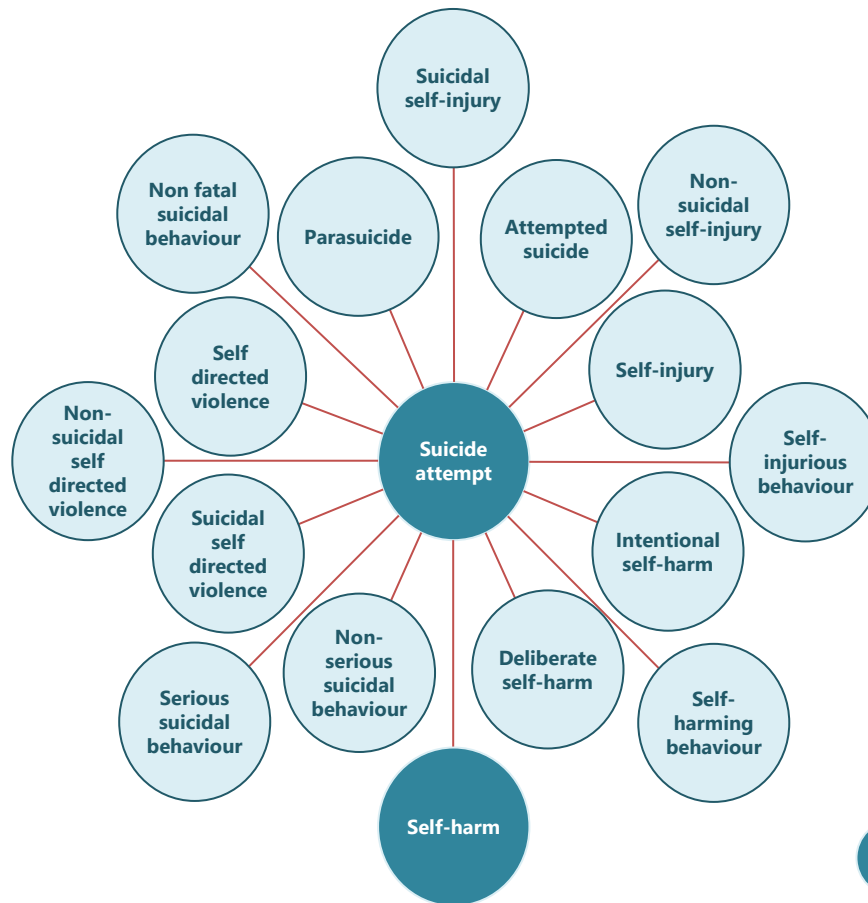 Suicidal
self-injury
Non fatal
suicidal
behaviour
Parasuicide
Attempted
suicide
Non-
suicidal
self-injury
Self
directed
violence
Self-injury
Non-
suicidal
self
directed
violence
Suicide
attempt
Self-
injurious
behaviour
Suicidal
self
directed
violence
Intentional
self-harm
Serious
suicidal
behaviour
Non-
serious
suicidal
behaviour
Deliberate
self-harm
Self-
harming
behaviour
Self-harm